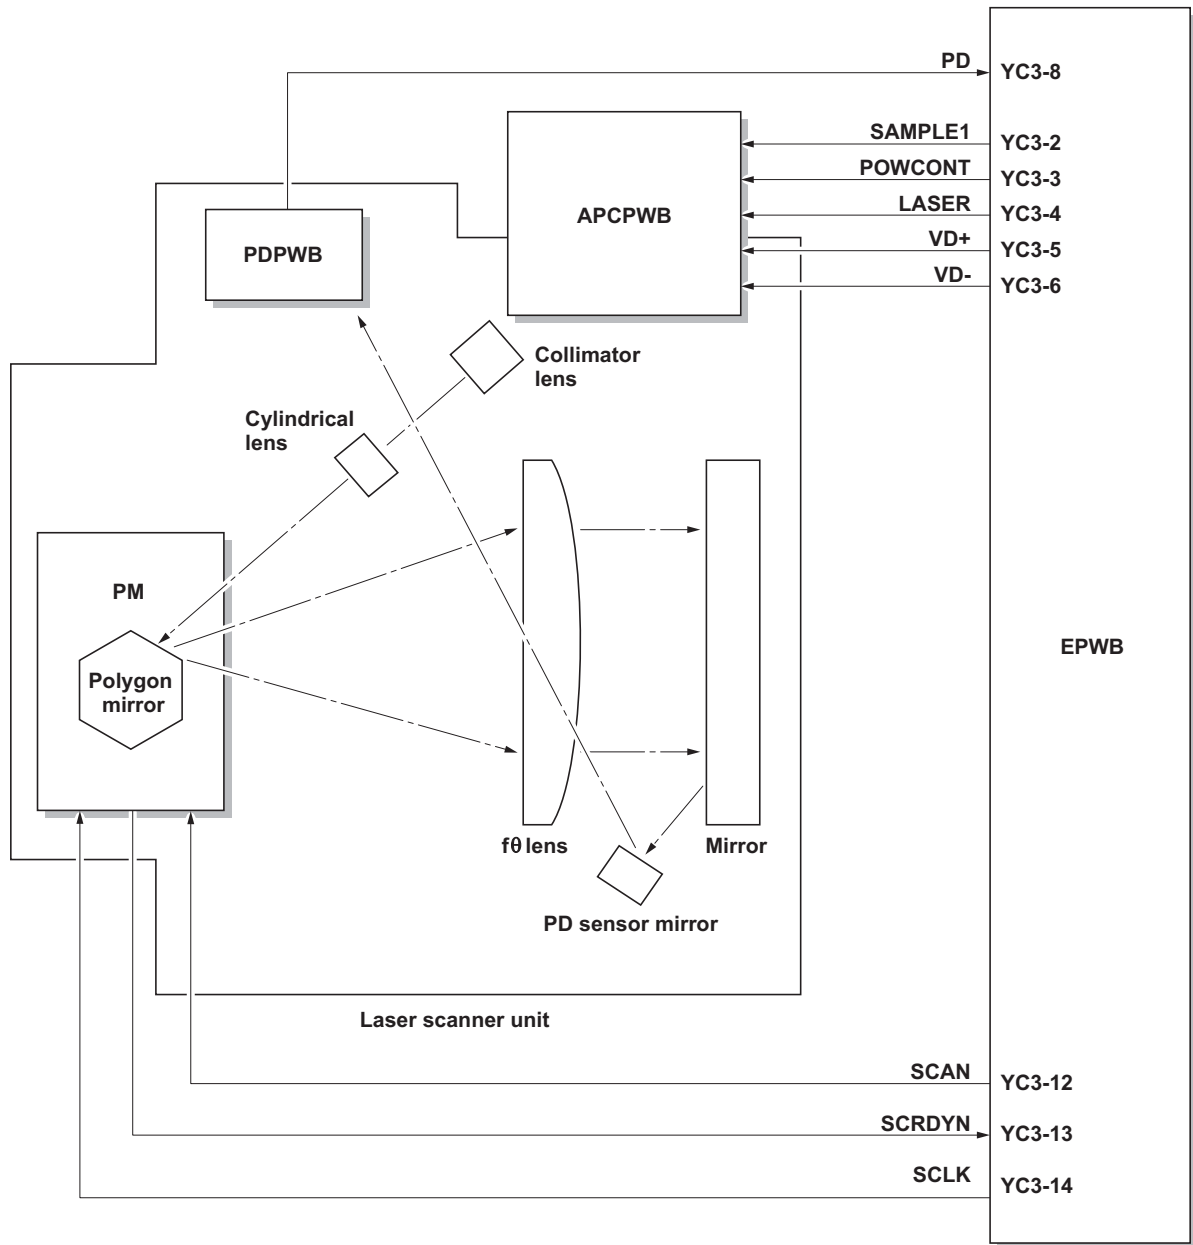 PD
YC3-8
SAMPLE1
YC3-2
POWCONT
YC3-3
LASER
YC3-4
VD+
YC3-5
VD-
YC3-6
APCPWB
PDPWB
Collimator
lens
Cylindrical
lens
PM
Polygon
mirror
EPWB
fθ lens
Mirror
PD sensor mirror
Laser scanner unit
SCAN
YC3-12
SCRDYN
YC3-13
SCLK
YC3-14